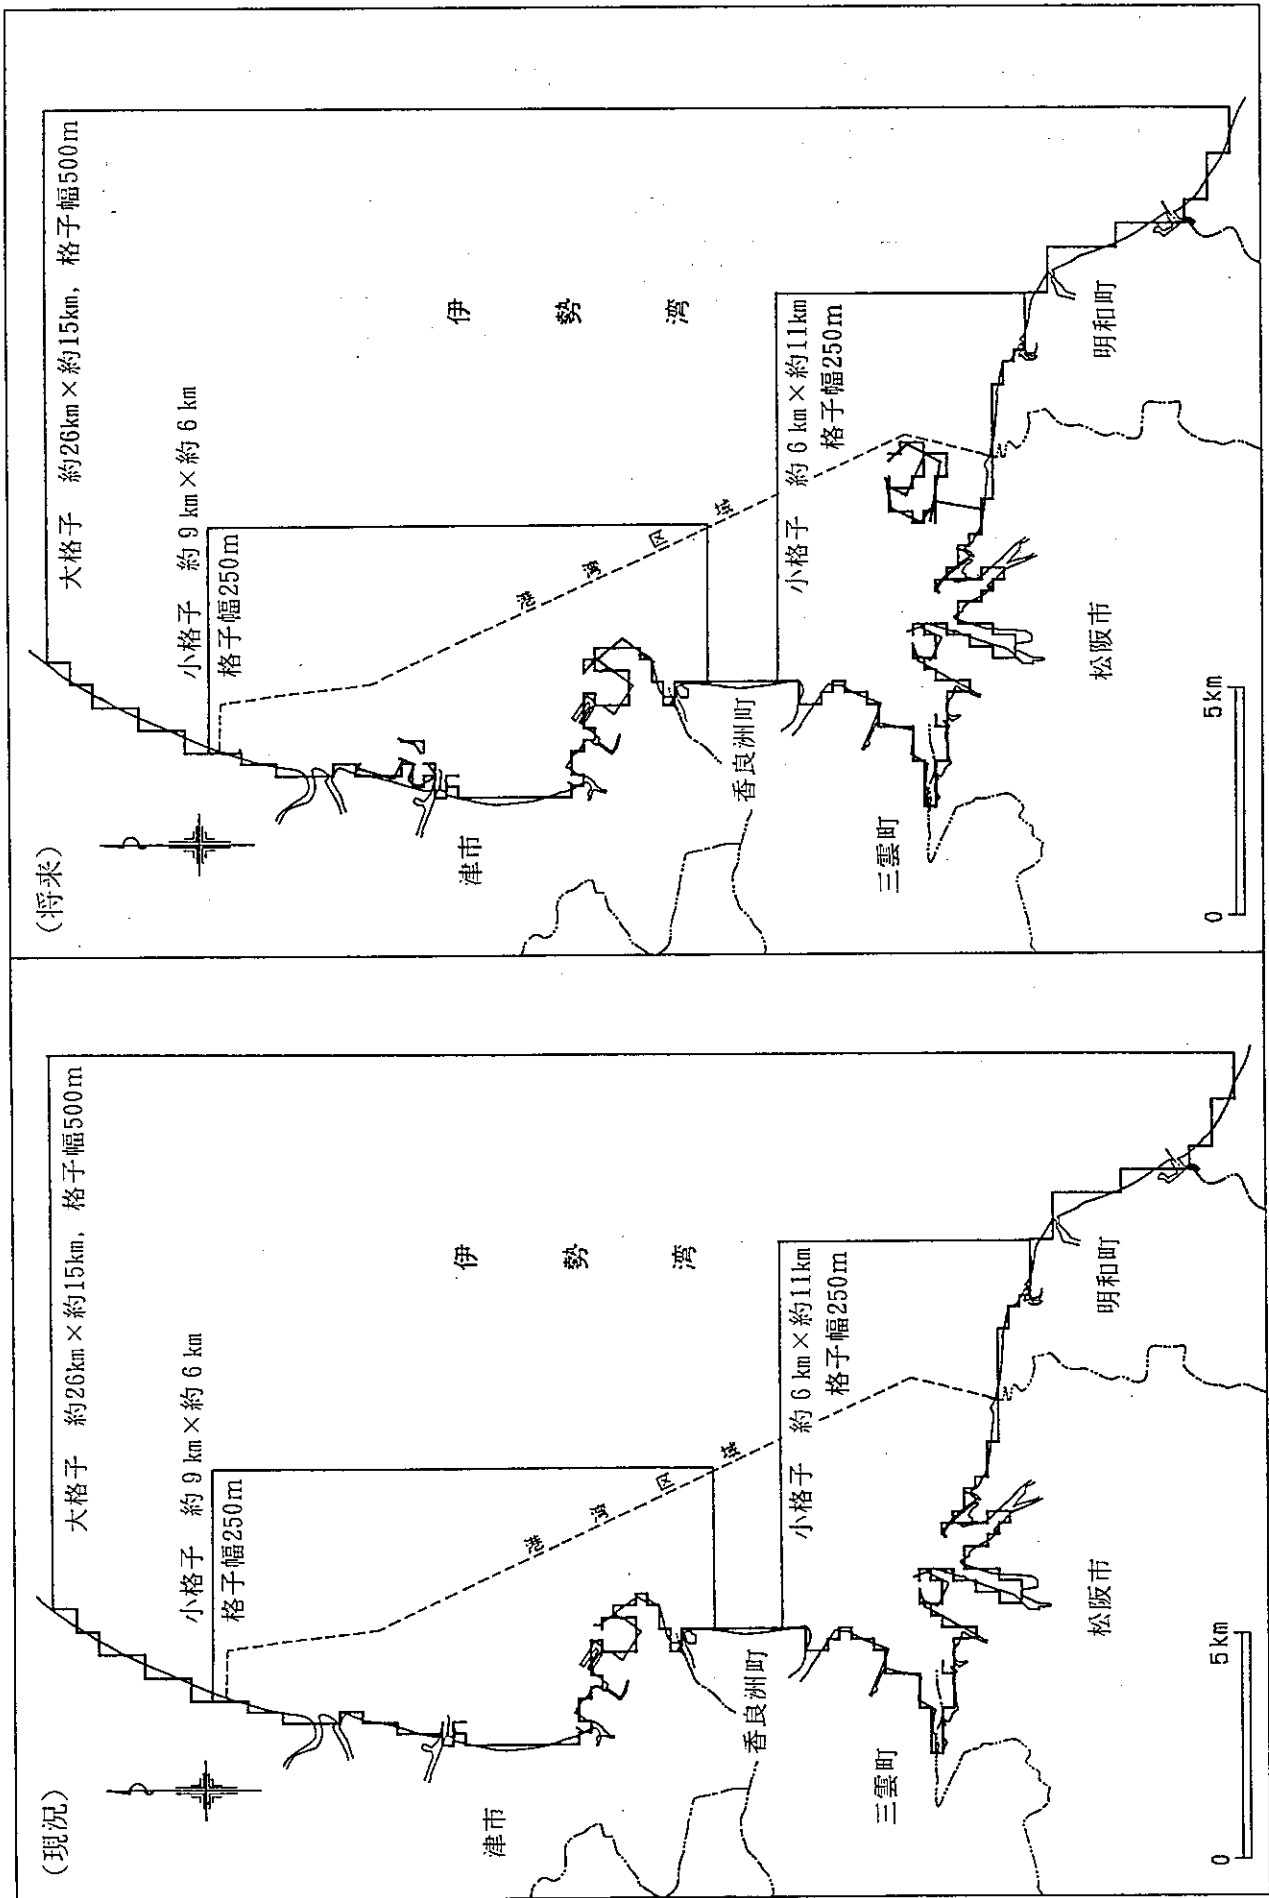 (現況)
大格子 約26km×約15km, 格子幅500m
小格子 約9km×約6km
格子幅250m
伊勢湾
港湾区域
小格子 約6km×約11km
格子幅250m
津市
香良洲町
三雲町
松阪市
明和町
0 5km
(将来)
大格子 約26km×約15km, 格子幅500m
小格子 約9km×約6km
格子幅250m
伊勢湾
港湾区域
小格子 約6km×約11km
格子幅250m
津市
香良洲町
三雲町
松阪市
明和町
0 5km